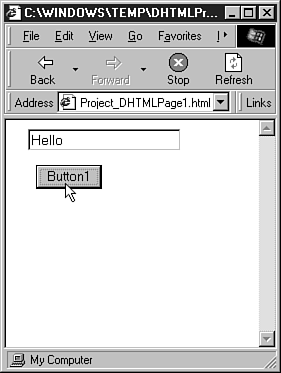 C:\WINDOWS\TEMP\DHTMLPr...
File Edit View Go Favorites
Back Forward Stop Refresh
Address Project_DHTMLPage1.html Links
Hello
Button1
My Computer